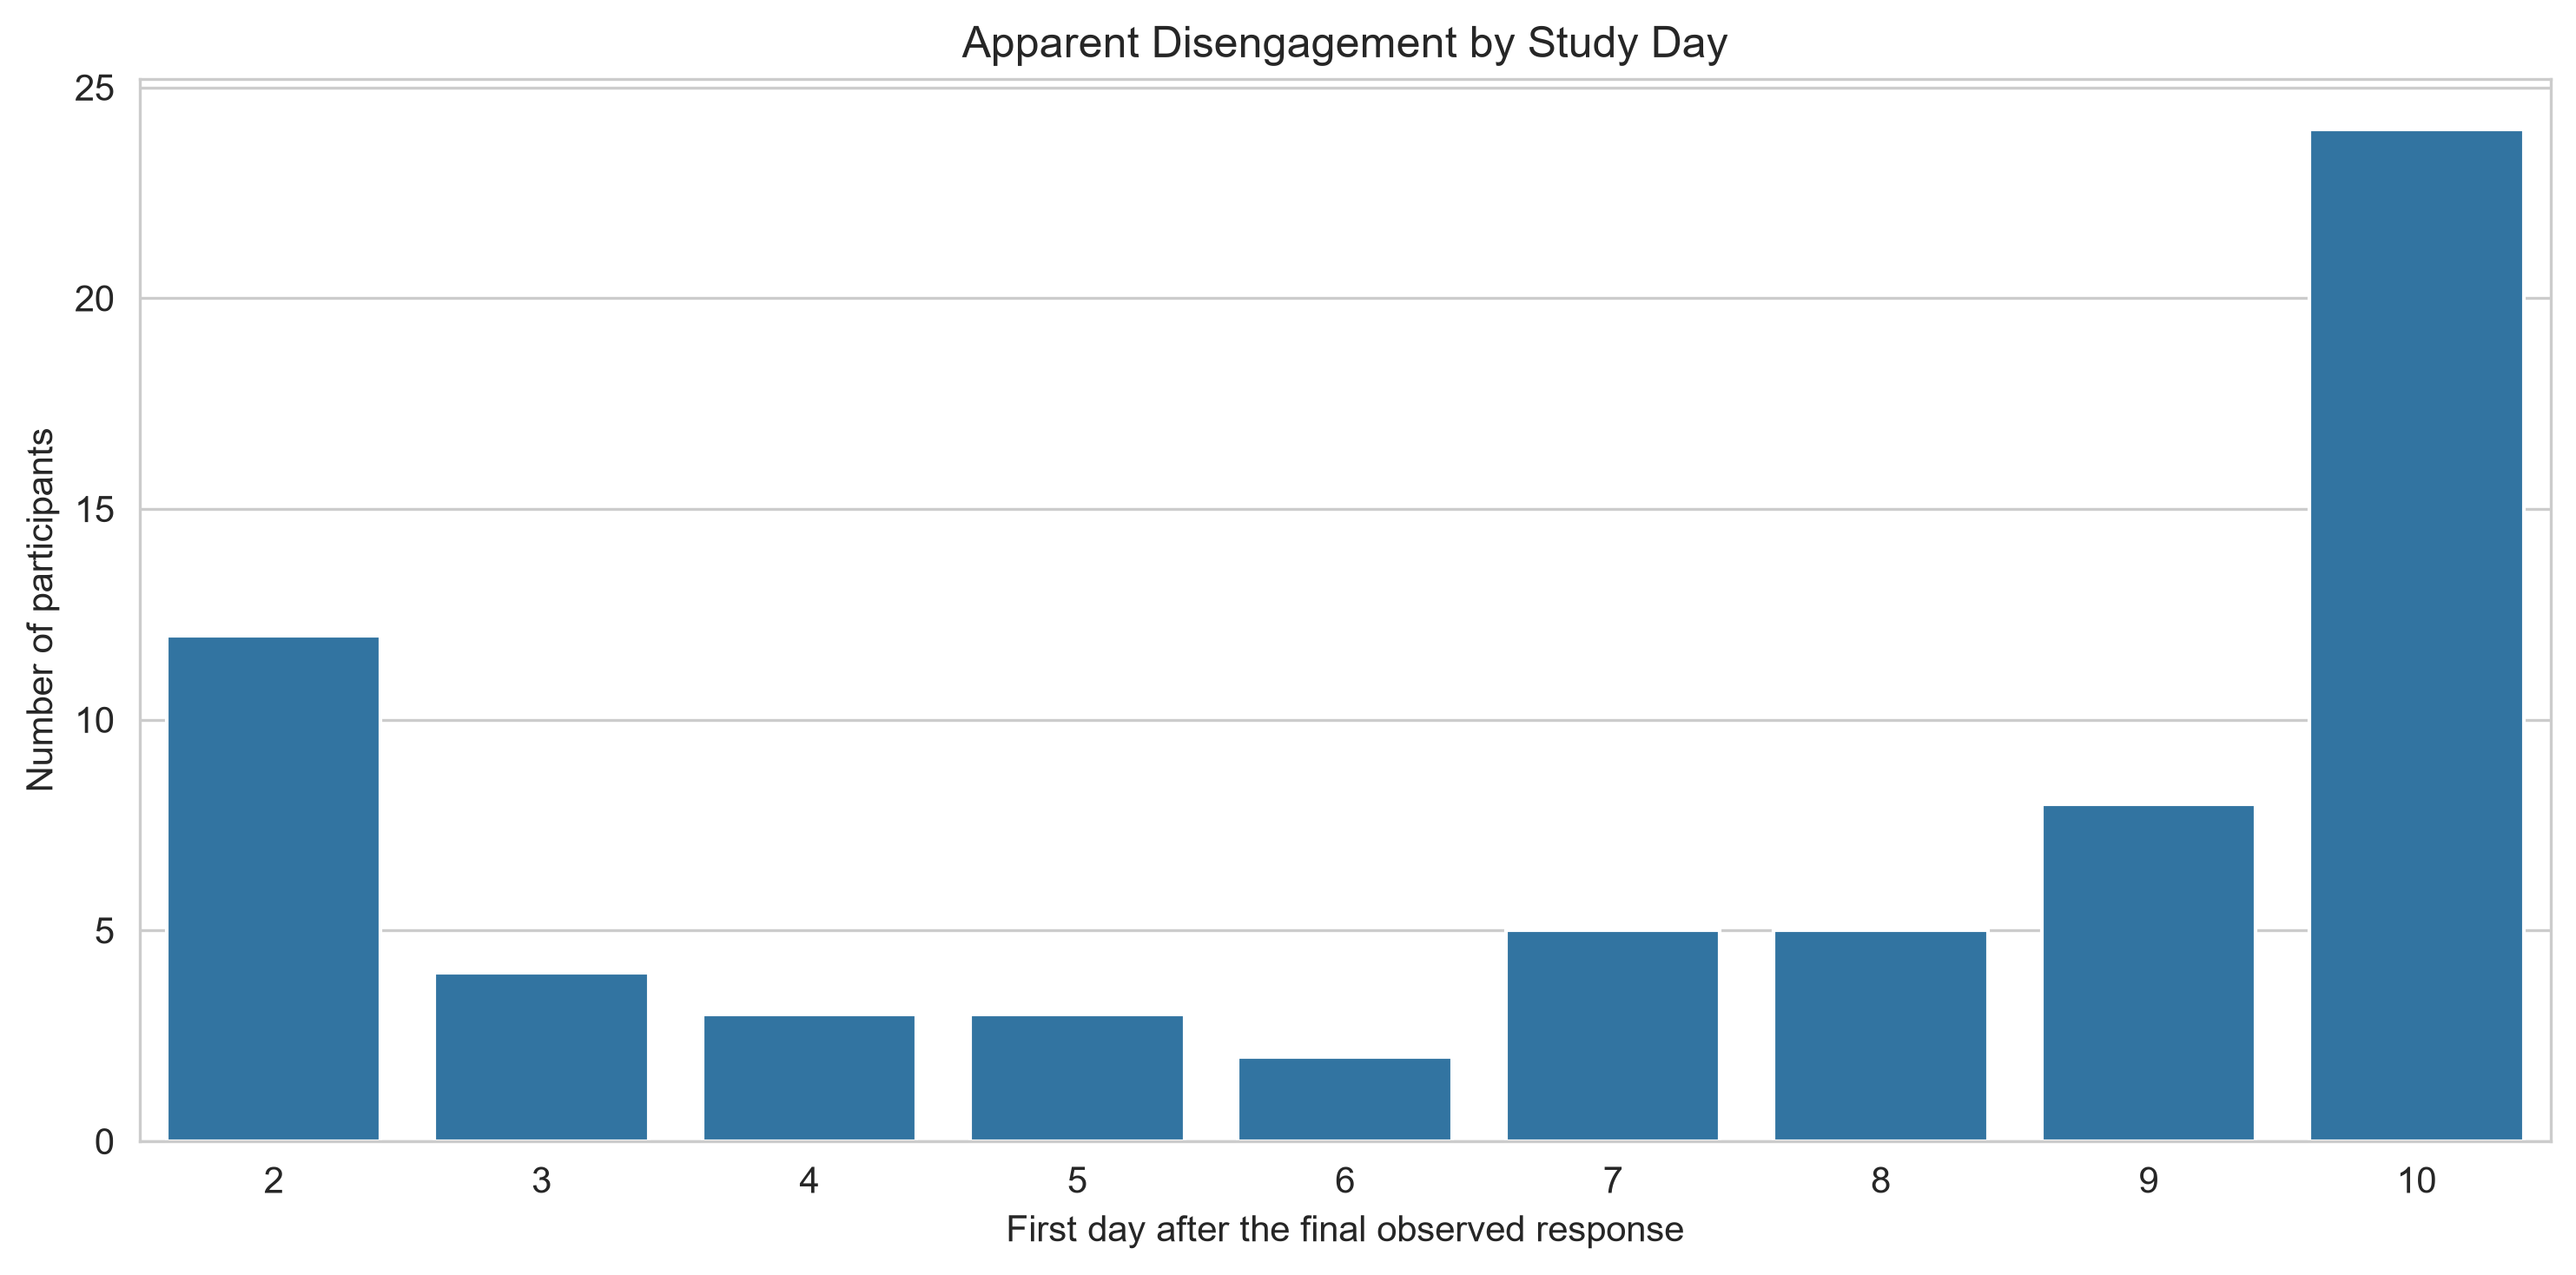 Apparent Disengagement by Study Day
25
20
15
10
5
0
Number of participants
2 3 4 5 6 7 8 9 10
First day after the final observed response